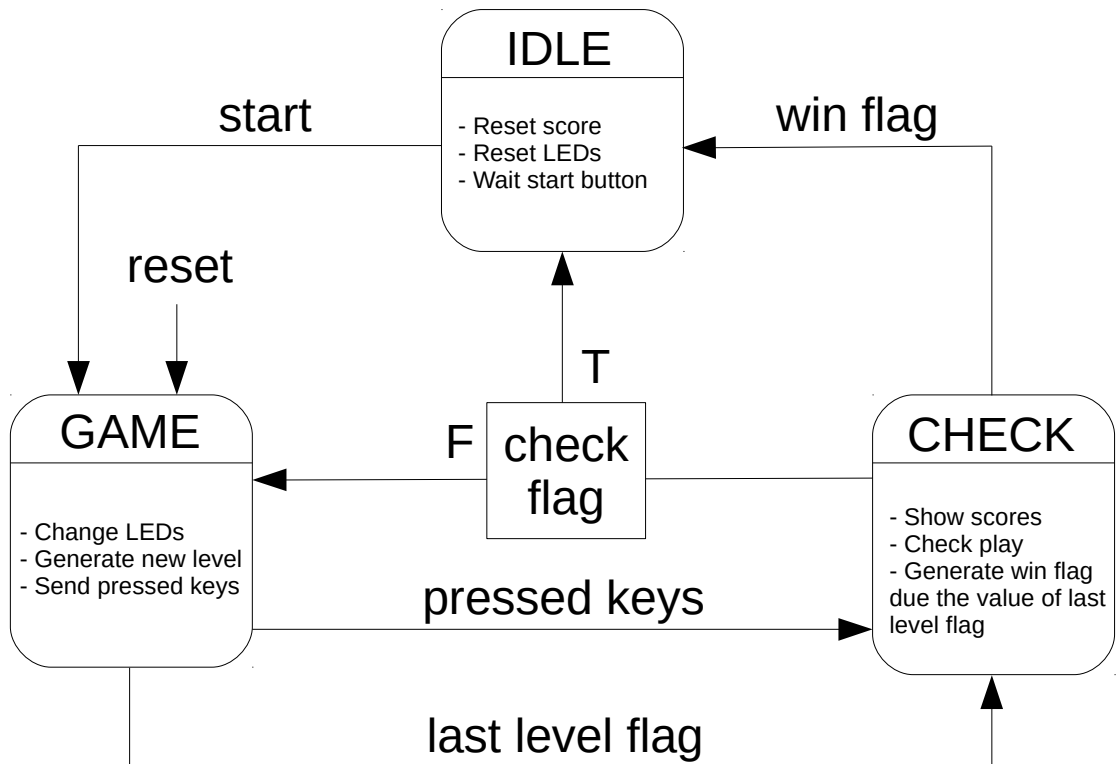 IDLE
- Reset score
- Reset LEDs
- Wait start button
start
win flag
reset
T
F
check
flag
GAME
- Change LEDs
- Generate new level
- Send pressed keys
CHECK
- Show scores
- Check play
- Generate win flag
due the value of last
level flag
pressed keys
last level flag